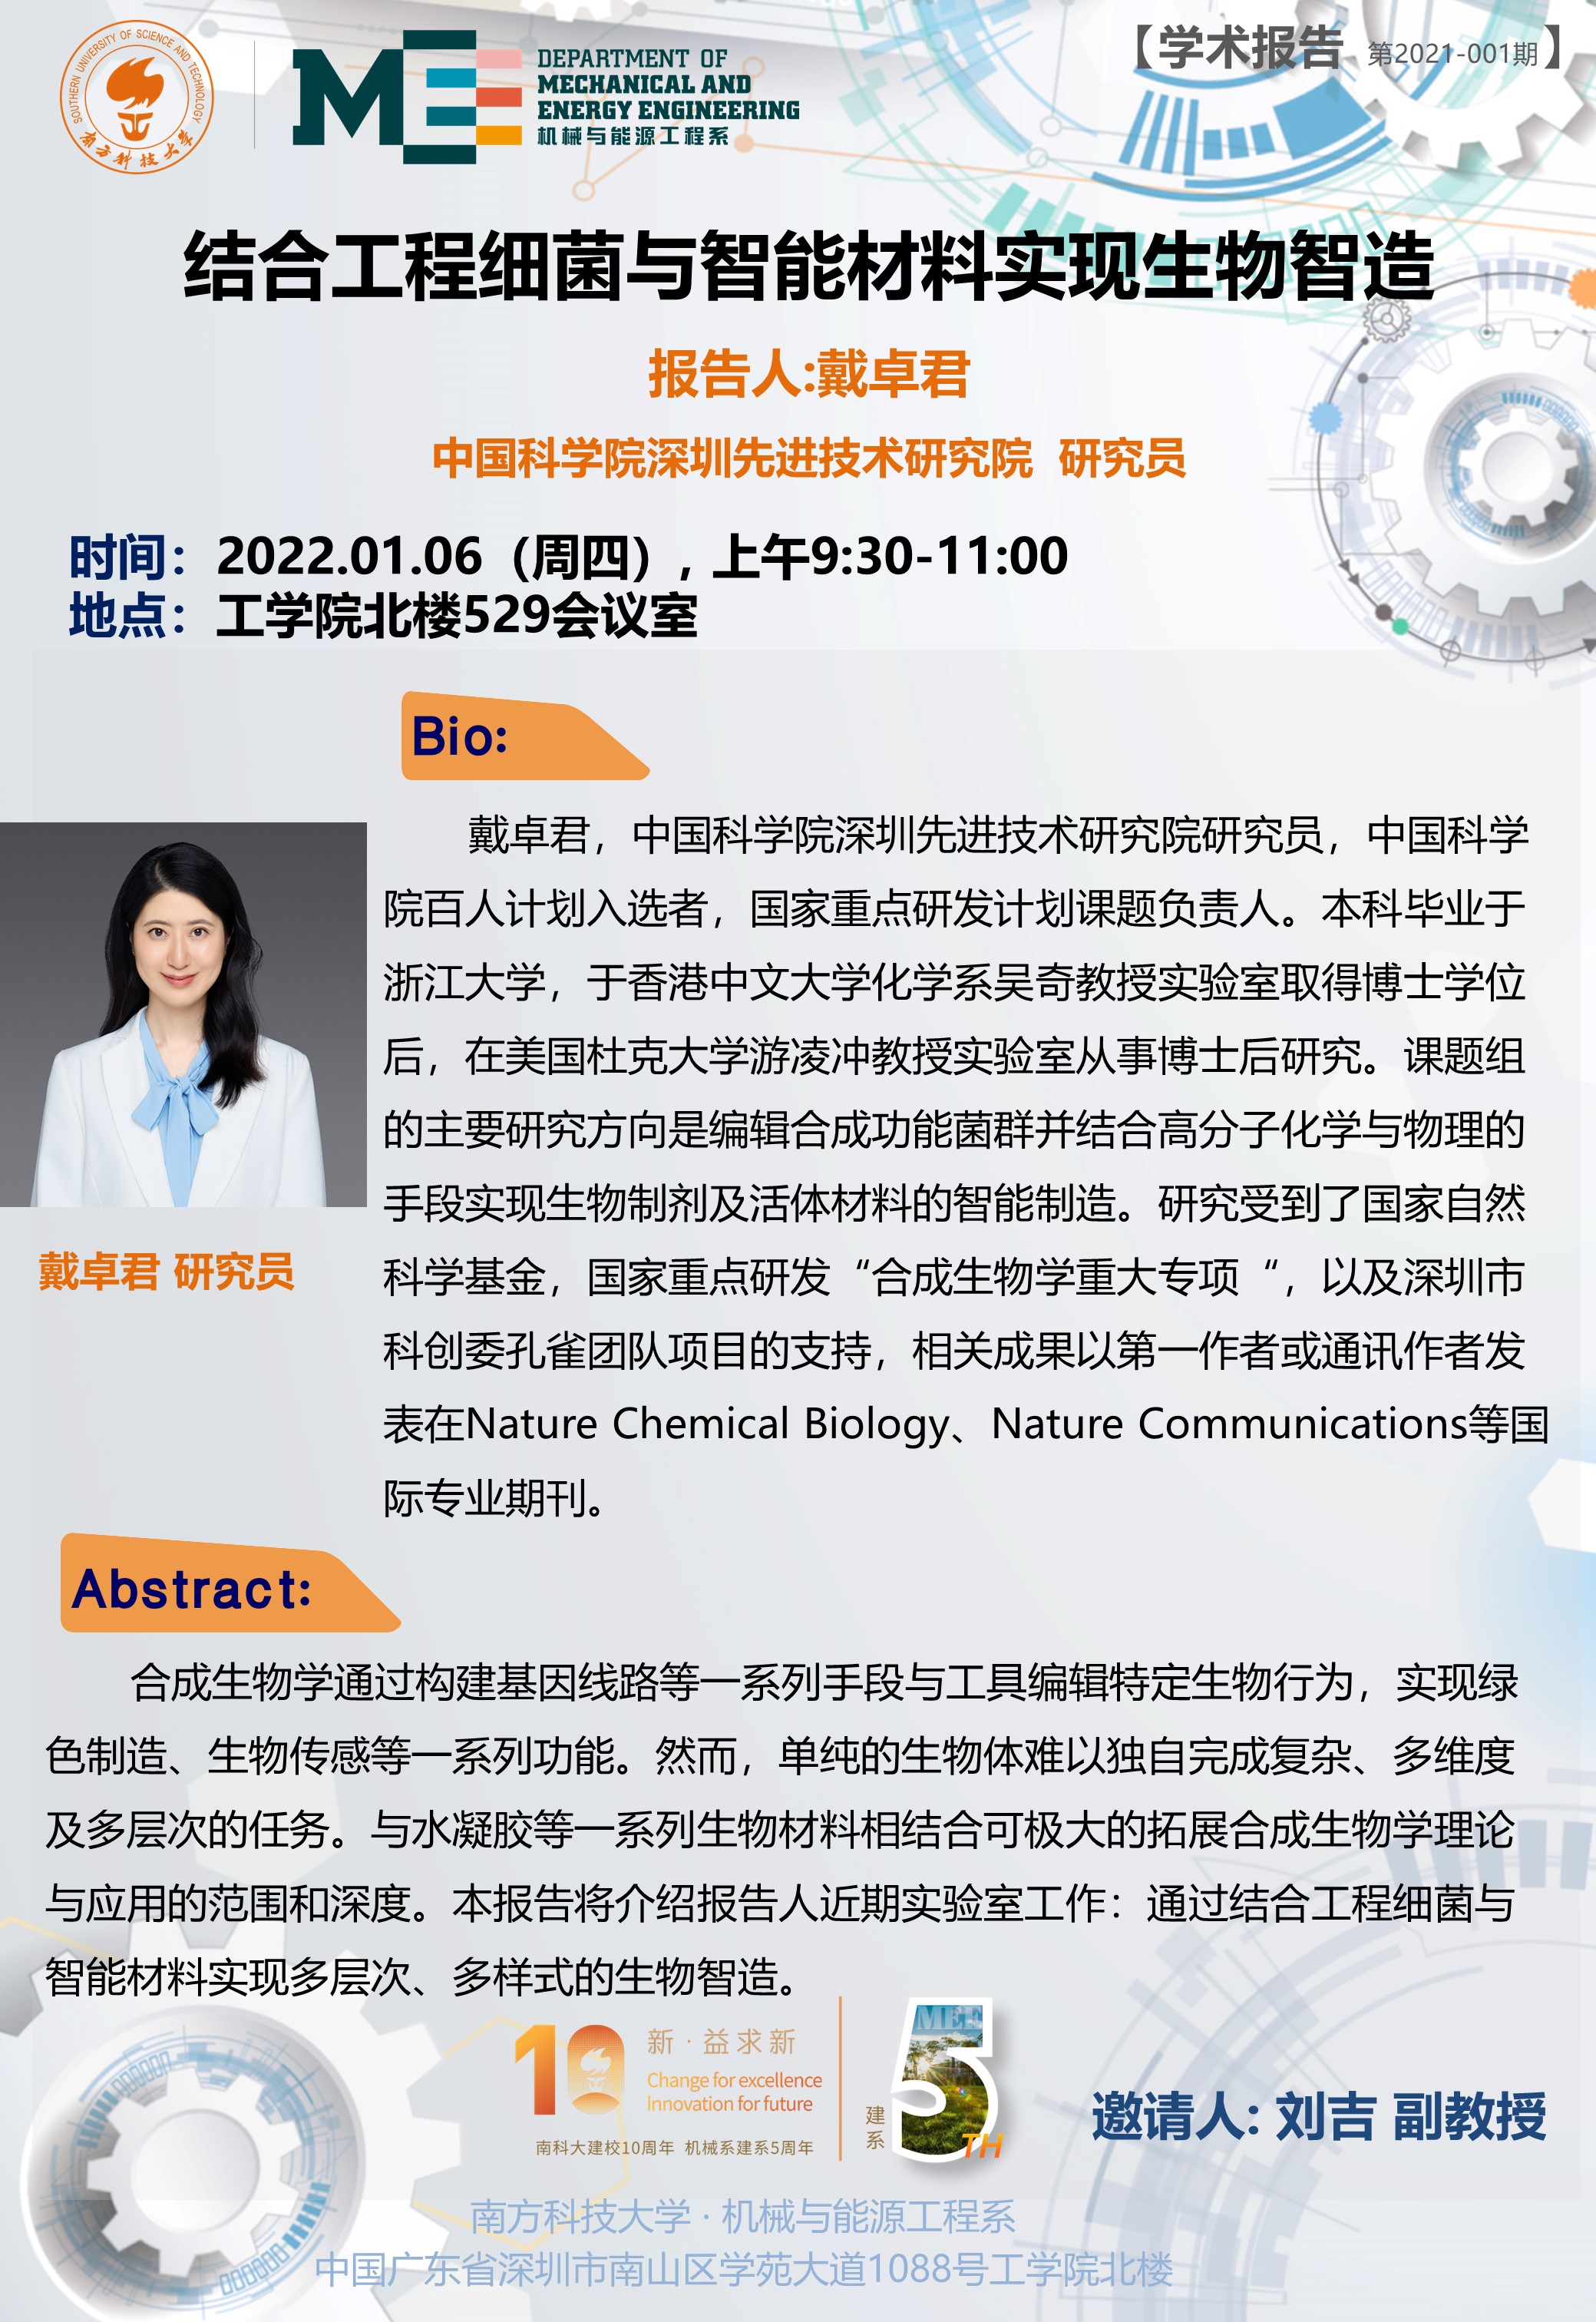 SOUTHERN UNIVERSITY OF SCIENCE AND TECHNOLOGY
南方科技大学
ME
DEPARTMENT OF
MECHANICAL AND
ENERGY ENGINEERING
机械与能源工程系
【学术报告 第2021-001期】
结合工程细菌与智能材料实现生物智造
报告人:戴卓君
中国科学院深圳先进技术研究院 研究员
时间：2022.01.06（周四），上午9:30-11:00
地点：工学院北楼529会议室
Bio:
戴卓君，中国科学院深圳先进技术研究院研究员，中国科学
院百人计划入选者，国家重点研发计划课题负责人。本科毕业于
浙江大学，于香港中文大学化学系吴奇教授实验室取得博士学位
后，在美国杜克大学游凌冲教授实验室从事博士后研究。课题组
的主要研究方向是编辑合成功能菌群并结合高分子化学与物理的
手段实现生物制剂及活体材料的智能制造。研究受到了国家自然
科学基金，国家重点研发“合成生物学重大专项“，以及深圳市
科创委孔雀团队项目的支持，相关成果以第一作者或通讯作者发
表在Nature Chemical Biology、Nature Communications等国
际专业期刊。
戴卓君 研究员
Abstract:
合成生物学通过构建基因线路等一系列手段与工具编辑特定生物行为，实现绿
色制造、生物传感等一系列功能。然而，单纯的生物体难以独自完成复杂、多维度
及多层次的任务。与水凝胶等一系列生物材料相结合可极大的拓展合成生物学理论
与应用的范围和深度。本报告将介绍报告人近期实验室工作：通过结合工程细菌与
智能材料实现多层次、多样式的生物智造。
10
新·益求新
Change for excellence
Innovation for future
南科大建校10周年 机械系建系5周年
建系
MEE
5TH
邀请人: 刘吉 副教授
南方科技大学·机械与能源工程系
中国广东省深圳市南山区学苑大道1088号工学院北楼